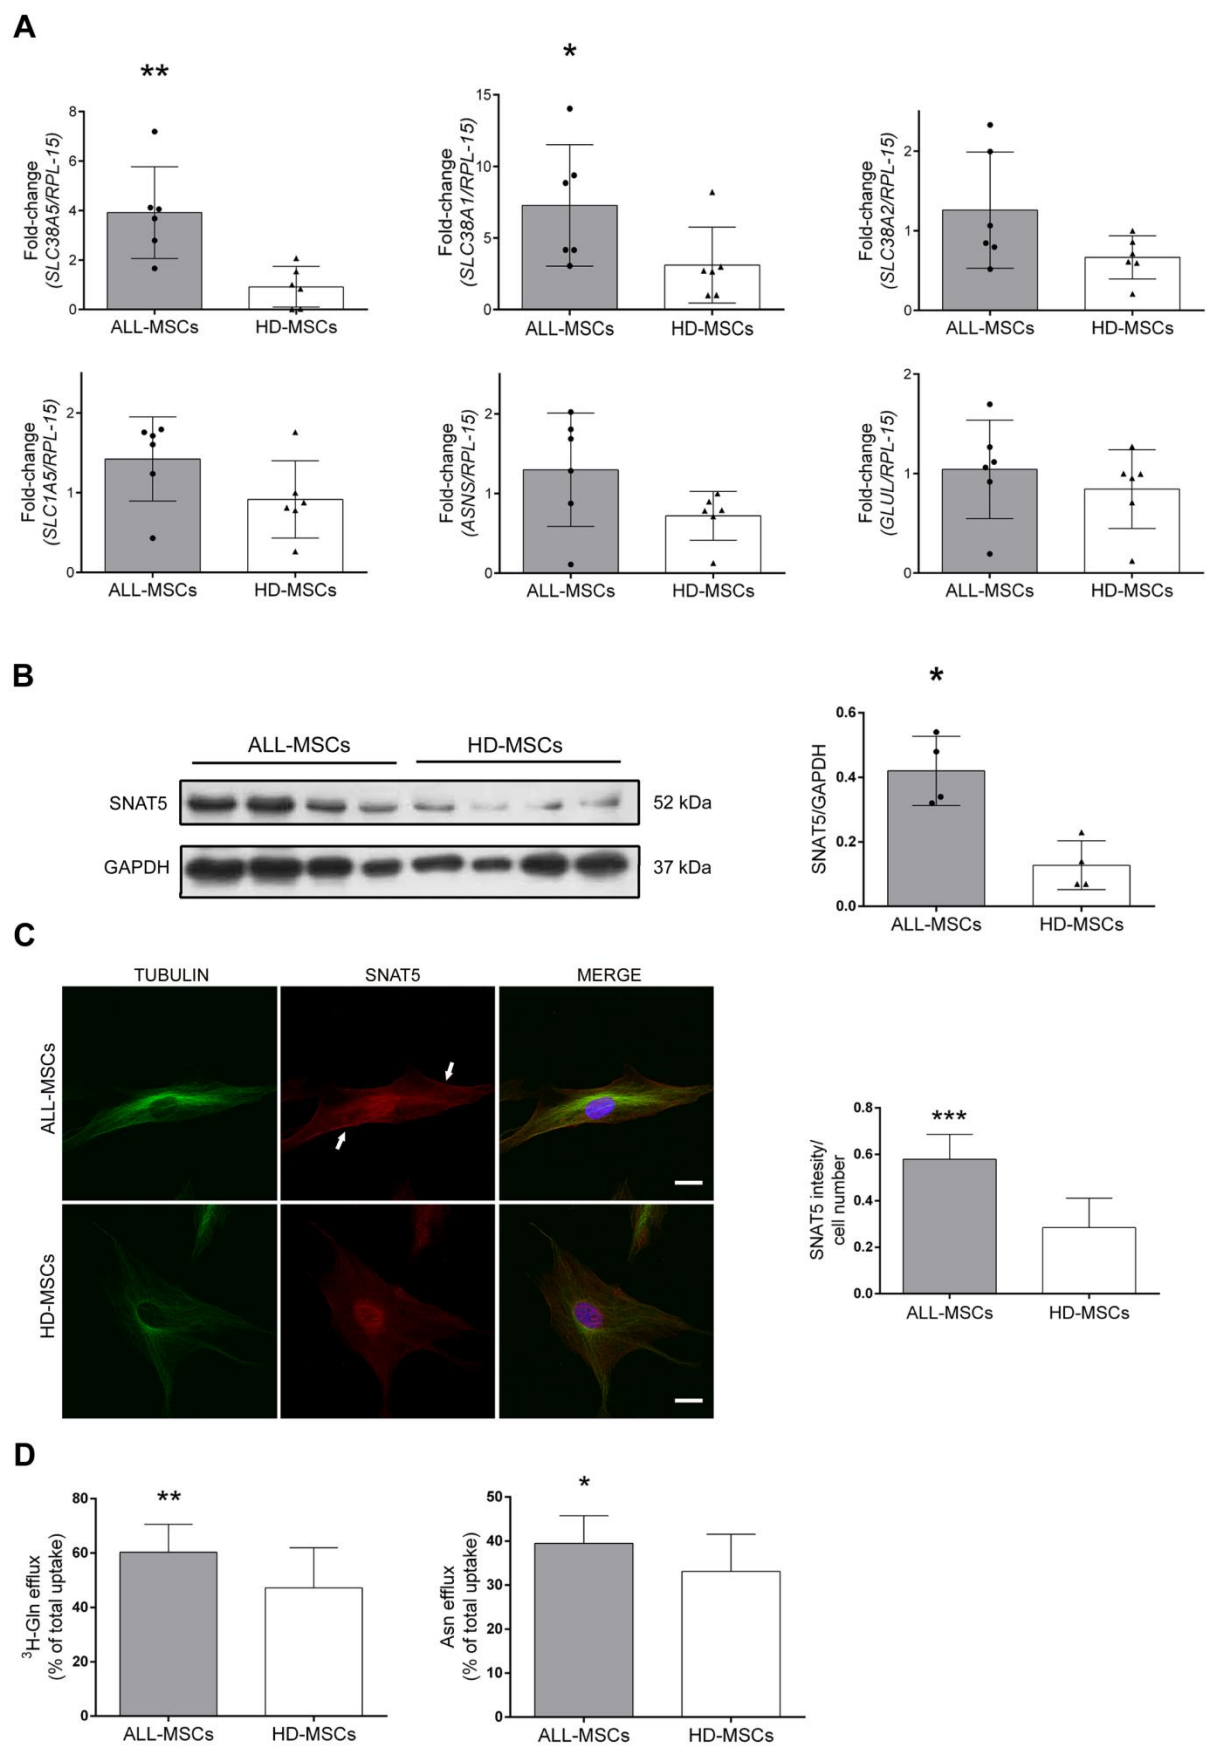 A
**
Fold-change
(SLC38A5/RPL-15)
8
6
4
2
0
ALL-MSCs
HD-MSCs
*
Fold-change
(SLC38A1/RPL-15)
15
10
5
0
ALL-MSCs
HD-MSCs
Fold-change
(SLC38A2/RPL-15)
2
1
0
ALL-MSCs
HD-MSCs
Fold-change
(SLC1A5/RPL-15)
2
1
0
ALL-MSCs
HD-MSCs
Fold-change
(ASNS/RPL-15)
2
1
0
ALL-MSCs
HD-MSCs
Fold-change
(GLUL/RPL-15)
2
1
0
ALL-MSCs
HD-MSCs
B
ALL-MSCs
HD-MSCs
SNAT5
52 kDa
GAPDH
37 kDa
*
SNAT5/GAPDH
0.6
0.4
0.2
0.0
ALL-MSCs
HD-MSCs
C
TUBULIN
SNAT5
MERGE
ALL-MSCs
HD-MSCs
SNAT5 intesity/
cell number
0.8
0.6
0.4
0.2
0.0
***
ALL-MSCs
HD-MSCs
D
**
3H-Gln efflux
(% of total uptake)
80
60
40
20
0
ALL-MSCs
HD-MSCs
*
Asn efflux
(% of total uptake)
50
40
30
20
10
0
ALL-MSCs
HD-MSCs